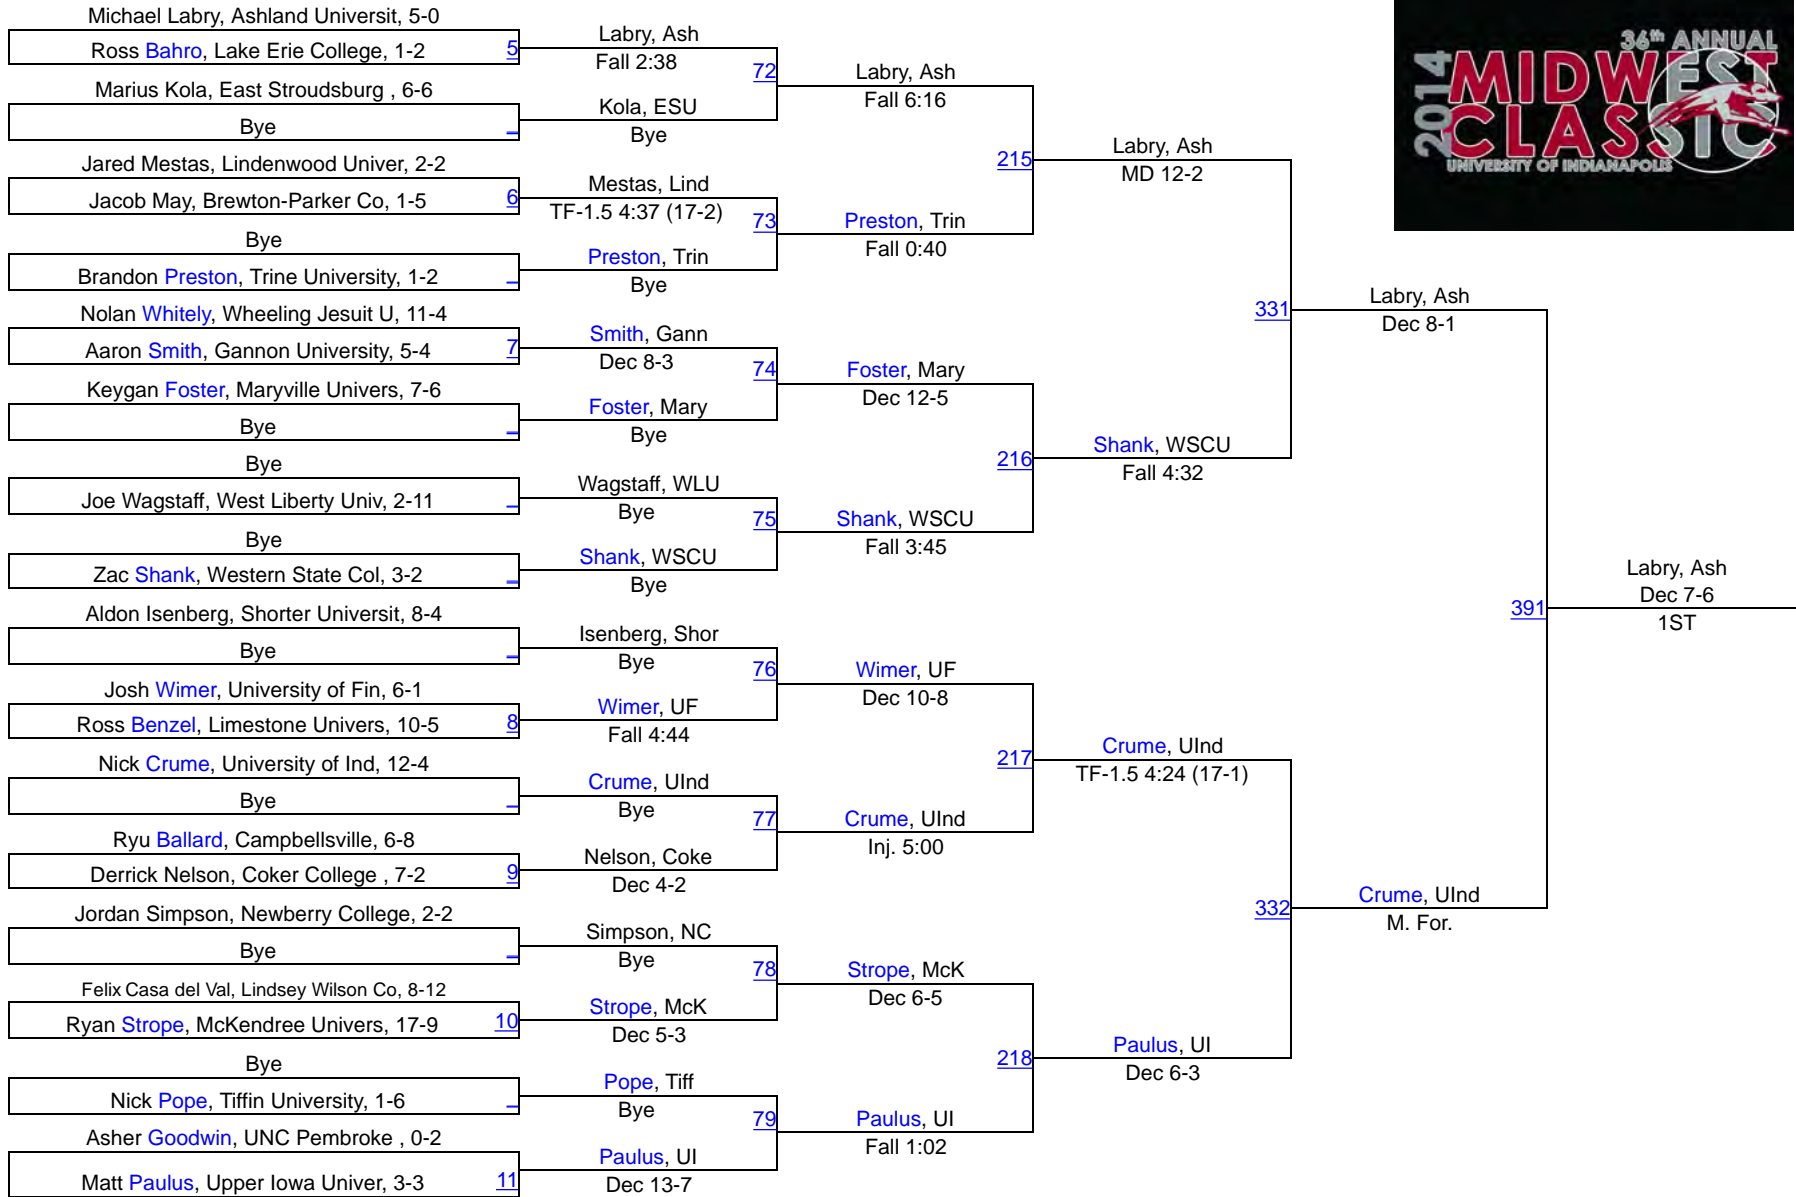 Michael Labry, Ashland Universit, 5-0
Ross Bahro, Lake Erie College, 1-2
5
Marius Kola, East Stroudsburg , 6-6
Bye
Jared Mestas, Lindenwood Univer, 2-2
Jacob May, Brewton-Parker Co, 1-5
6
Bye
Brandon Preston, Trine University, 1-2
Nolan Whitely, Wheeling Jesuit U, 11-4
Aaron Smith, Gannon University, 5-4
7
Keygan Foster, Maryville Univers, 7-6
Bye
Bye
Joe Wagstaff, West Liberty Univ, 2-11
Bye
Zac Shank, Western State Col, 3-2
Aldon Isenberg, Shorter Universit, 8-4
Bye
Josh Wimer, University of Fin, 6-1
Ross Benzel, Limestone Univers, 10-5
8
Nick Crume, University of Ind, 12-4
Bye
Ryu Ballard, Campbellsville, 6-8
Derrick Nelson, Coker College , 7-2
9
Jordan Simpson, Newberry College, 2-2
Bye
Felix Casa del Val, Lindsey Wilson Co, 8-12
Ryan Strope, McKendree Univers, 17-9
10
Bye
Nick Pope, Tiffin University, 1-6
Asher Goodwin, UNC Pembroke , 0-2
Matt Paulus, Upper Iowa Univer, 3-3
11
Labry, Ash
Fall 2:38
72
Kola, ESU
Bye
Mestas, Lind
TF-1.5 4:37 (17-2)
73
Preston, Trin
Bye
Smith, Gann
Dec 8-3
74
Foster, Mary
Bye
Wagstaff, WLU
Bye
75
Shank, WSCU
Bye
Isenberg, Shor
Bye
76
Wimer, UF
Fall 4:44
Crume, UInd
Bye
77
Nelson, Coke
Dec 4-2
Simpson, NC
Bye
78
Strope, McK
Dec 5-3
Pope, Tiff
Bye
79
Paulus, UI
Dec 13-7
Labry, Ash
Fall 6:16
215
Preston, Trin
Fall 0:40
Foster, Mary
Dec 12-5
216
Shank, WSCU
Fall 3:45
Wimer, UF
Dec 10-8
217
Crume, UInd
Inj. 5:00
Strope, McK
Dec 6-5
218
Paulus, UI
Fall 1:02
Labry, Ash
MD 12-2
331
Shank, WSCU
Fall 4:32
Crume, UInd
TF-1.5 4:24 (17-1)
332
Paulus, UI
Dec 6-3
Labry, Ash
Dec 8-1
391
Crume, UInd
M. For.
Labry, Ash
Dec 7-6
1ST
2014
36th ANNUAL
MIDWEST
CLASSIC
UNIVERSITY OF INDIANAPOLIS